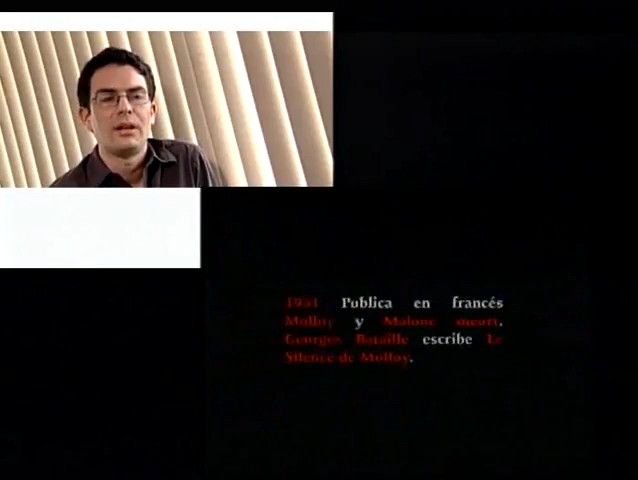 1951 Publica en francés
Molloy y Malone meurt.
Georges Bataille escribe Le
Silence de Molloy.